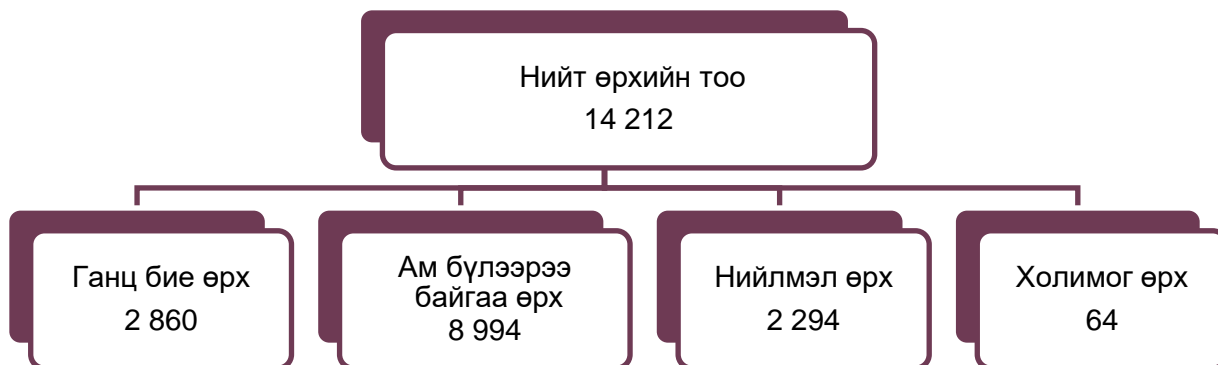 Нийт өрхийн тоо
14 212
Ганц бие өрх
2 860
Ам бүлээрээ
байгаа өрх
8 994
Нийлмэл өрх
2 294
Холимог өрх
64